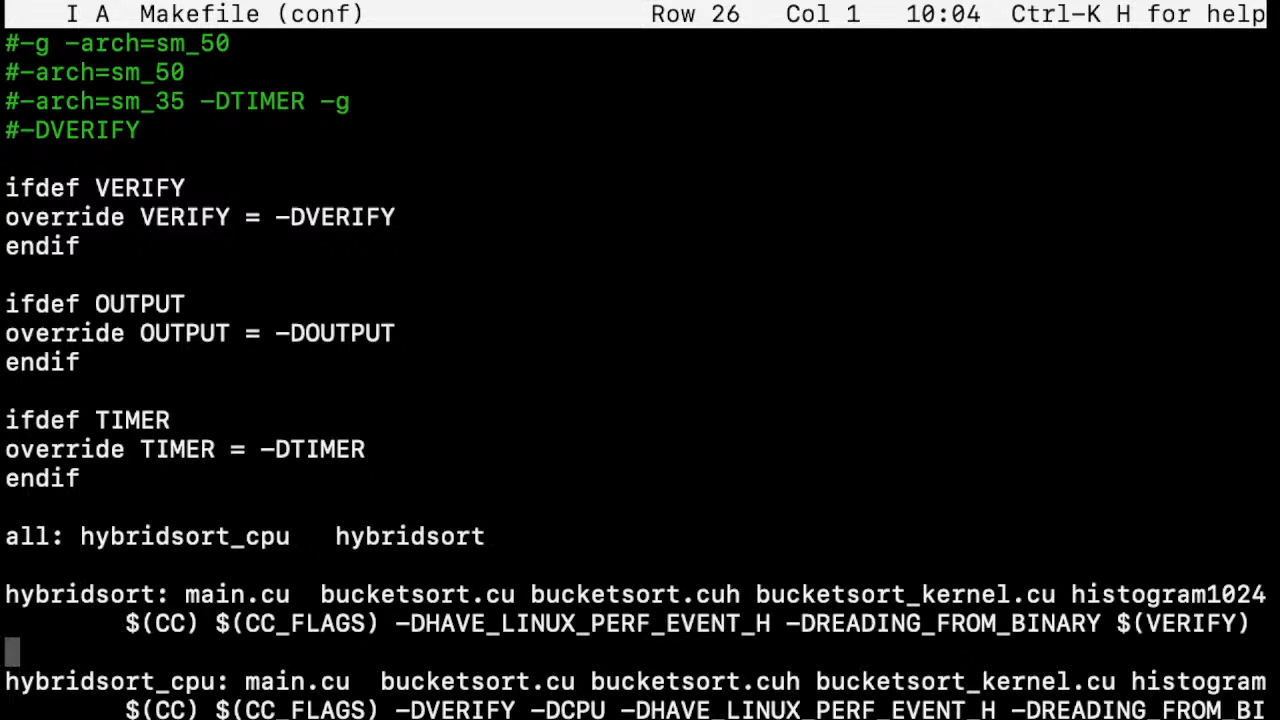 I A Makefile (conf) Row 26 Col 1 10:04 Ctrl-K H for help
#-g -arch=sm_50
#-arch=sm_50
#-arch=sm_35 -DTIMER -g
#-DVERIFY
ifdef VERIFY
override VERIFY = -DVERIFY
endif
ifdef OUTPUT
override OUTPUT = -DOUTPUT
endif
ifdef TIMER
override TIMER = -DTIMER
endif
all: hybridsort_cpu hybridsort
hybridsort: main.cu bucketsort.cu bucketsort.cuh bucketsort_kernel.cu histogram1024
$(CC) $(CC_FLAGS) -DHAVE_LINUX_PERF_EVENT_H -DREADING_FROM_BINARY $(VERIFY)
hybridsort_cpu: main.cu bucketsort.cu bucketsort.cuh bucketsort_kernel.cu histogram
$(CC) $(CC_FLAGS) -DVERIFY -DCPU -DHAVE_LINUX_PERF_EVENT_H -DREADING_FROM_BI